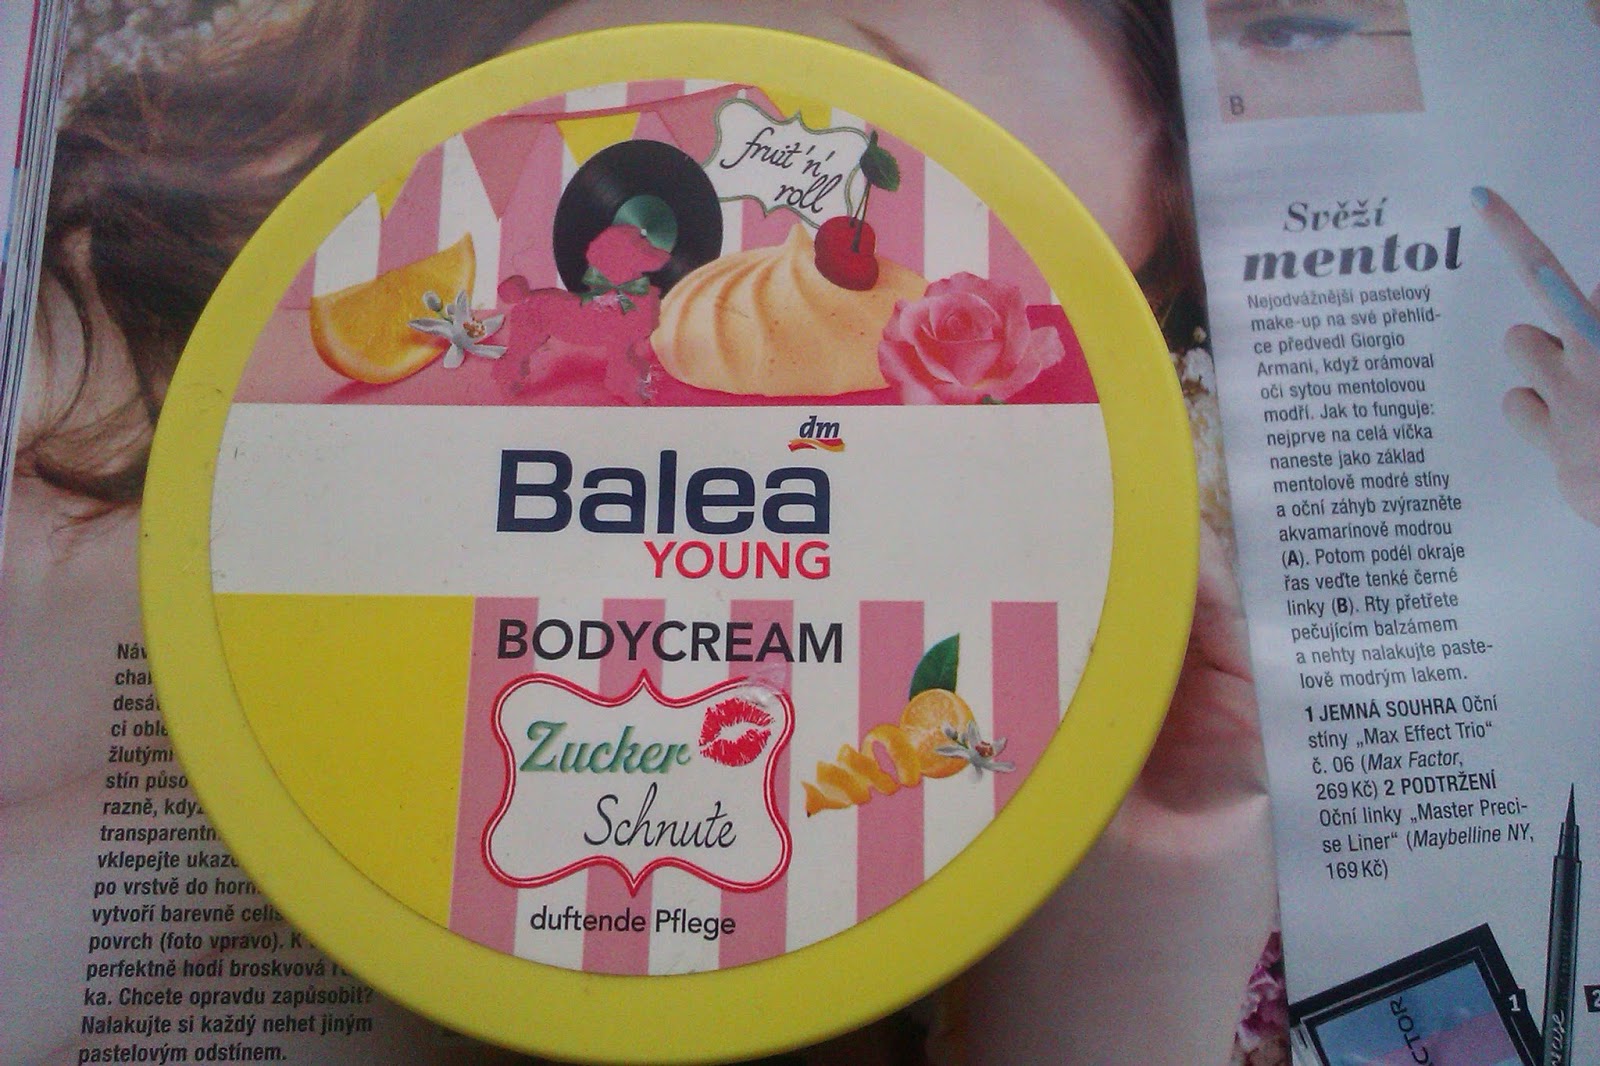 fruit 'n'
roll
dm
Balea
YOUNG
BODYCREAM
Zucker
Schnute
duftende Pflege
B
Svěží
mentol
Nejodvážnější pastelový
make-up na své přehlíd-
ce předvedl Giorgio
Armani, když orámoval
oči sytou mentolovou
modří. Jak to funguje:
nejprve na celá víčka
naneste jako základ
mentolově modré stíny
a oční záhyb zvýrazněte
akvamarínově modrou
(A). Potom podél okraje
řas veďte tenké černé
linky (B). Rty přetřete
pečujícím balzámem
a nehty nalakujte paste-
lově modrým lakem.
1 JEMNÁ SOUHRA Oční
stíny „Max Effect Trio“
č. 06 (Max Factor,
269 Kč) 2 PODTRŽENÍ
Oční linky „Master Preci-
se Liner“ (Maybelline NY,
169 Kč)
1
2
žlutými
stín půso
razně, když
transparentn
vklepejte
po vrstvě do
vytvoří barevně
povrch (foto vpravo). K
perfektně hodí broskvová
ka. Chcete opravdu zapůsobit?
Nalakujte si každý nehet jiným
pastelovým odstínem.